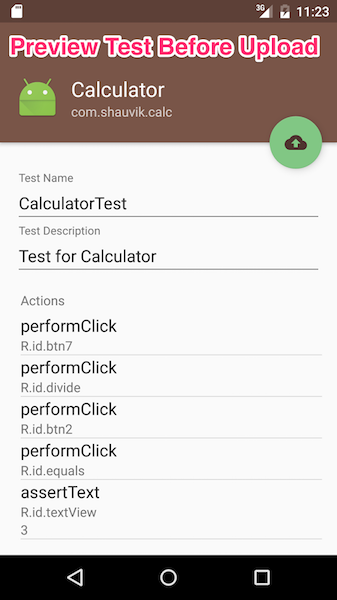 3G 11:23
Preview Test Before Upload
Calculator
com.shauvik.calc
Test Name
CalculatorTest
Test Description
Test for Calculator
Actions
performClick
R.id.btn7
performClick
R.id.divide
performClick
R.id.btn2
performClick
R.id.equals
assertText
R.id.textView
3